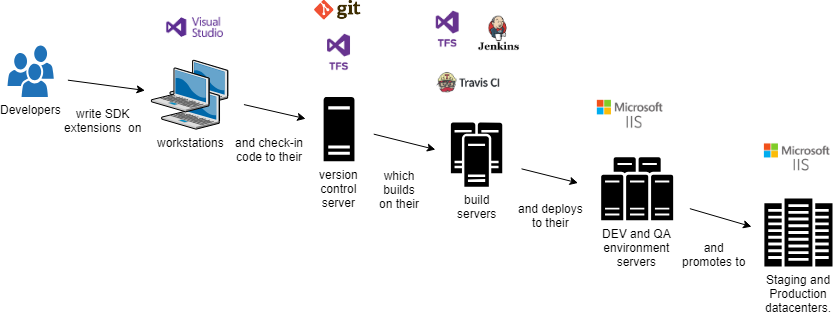 Developers
write SDK
extensions on
Visual
Studio
workstations
and check-in
code to their
git
TFS
version
control
server
which
builds
on their
TFS
Jenkins
Travis CI
build
servers
and deploys
to their
Microsoft
IIS
DEV and QA
environment
servers
and
promotes to
Microsoft
IIS
Staging and
Production
datacenters.